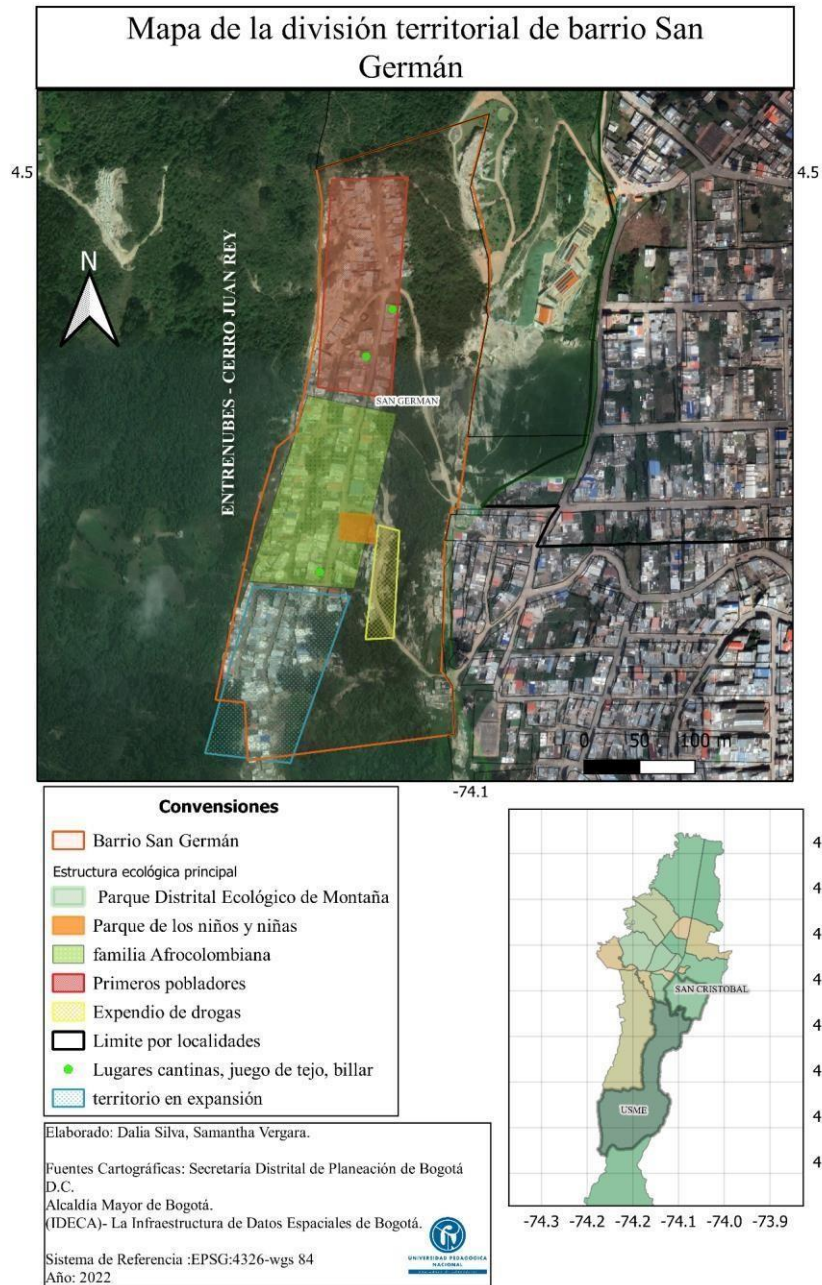 Mapa de la división territorial de barrio San
Germán
4.5
4.5
N
ENTRENUBES - CERRO JUAN REY
SAN GERMAN
0 50 100 m
-74.1
Convensiones
Barrio San Germán
Estructura ecológica principal
Parque Distrital Ecológico de Montaña
Parque de los niños y niñas
familia Afrocolombiana
Primeros pobladores
Expendio de drogas
Limite por localidades
Lugares cantinas, juego de tejo, billar
territorio en expansión
4
4
4
4
4
4
4
4
SAN CRISTOBAL
USME
-74.3 -74.2 -74.2 -74.1 -74.0 -73.9
Elaborado: Dalia Silva, Samantha Vergara.
Fuentes Cartográficas: Secretaría Distrital de Planeación de Bogotá
D.C.
Alcaldía Mayor de Bogotá.
(IDECA)- La Infraestructura de Datos Espaciales de Bogotá.
Sistema de Referencia :EPSG:4326-wgs 84
Año: 2022
UNIVERSIDAD PEDAGOGICA
NACIONAL